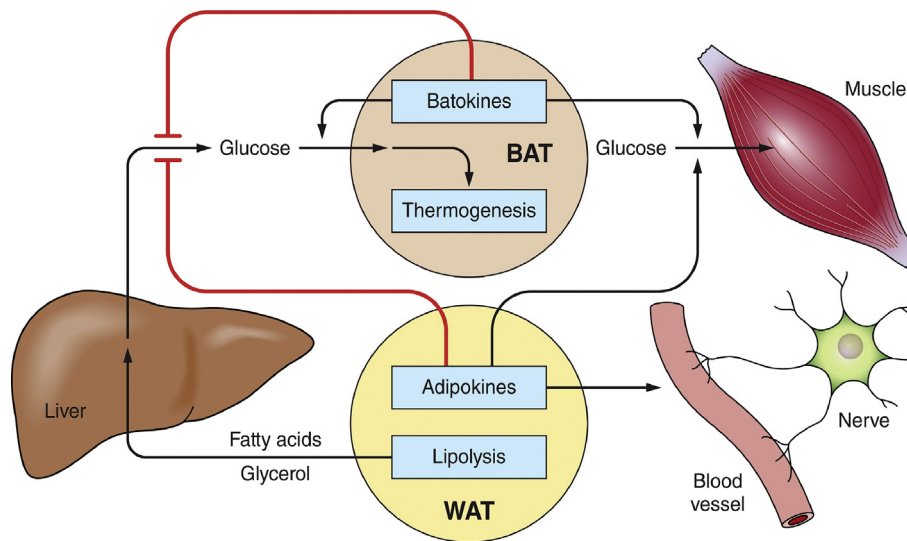 Batokines
Muscle
Glucose
BAT
Glucose
Thermogenesis
Adipokines
Liver
Nerve
Fatty acids
Lipolysis
Glycerol
Blood
vessel
WAT